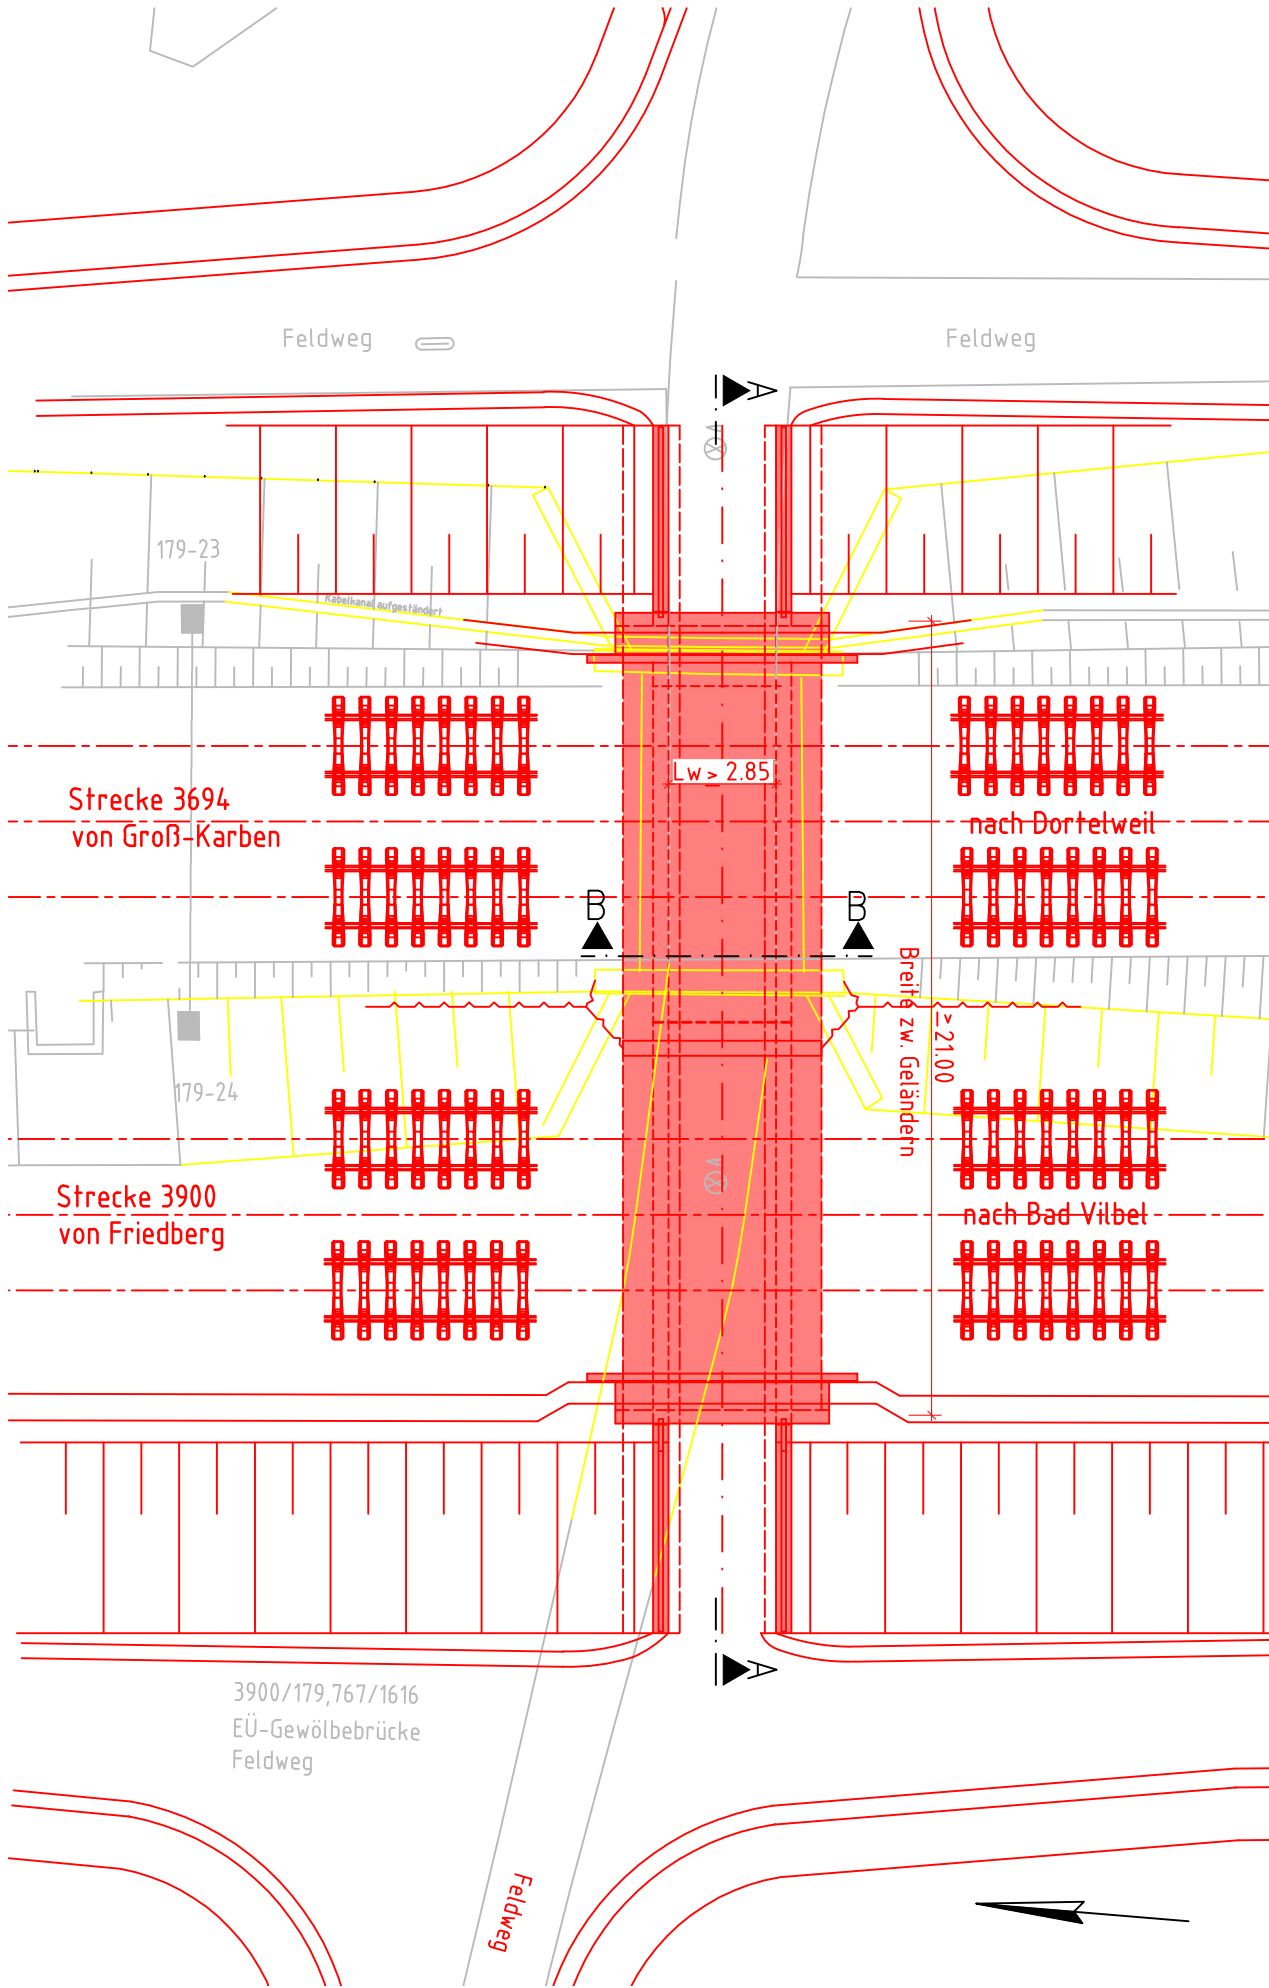 Feldweg
Feldweg
A
A
179-23
Kabelkanal aufgeständert
Lw ≥ 2.85
Strecke 3694
von Groß-Karben
nach Dortelweil
B
B
Breite zw. Geländern
≥ 21.00
179-24
A
Strecke 3900
von Friedberg
nach Bad Vilbel
A
3900/179,767/1616
EÜ-Gewölbebrücke
Feldweg
Feldweg